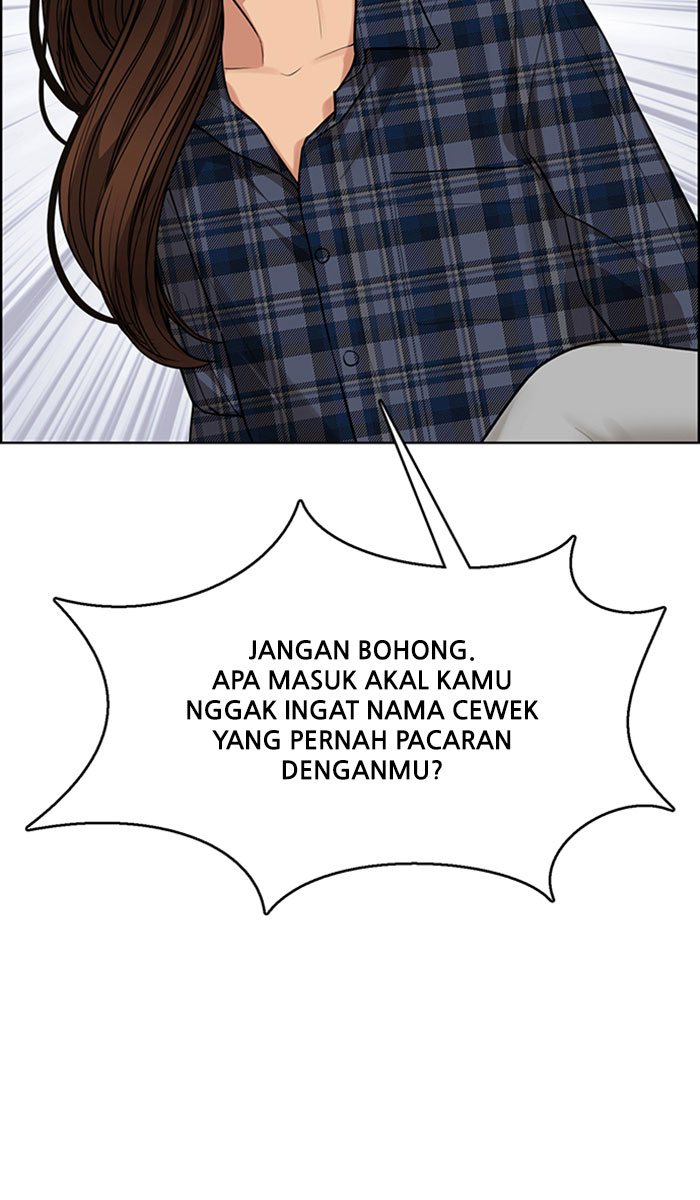 JANGAN BOHONG.
APA MASUK AKAL KAMU
NGGAK INGAT NAMA CEWEK
YANG PERNAH PACARAN
DENGANMU?